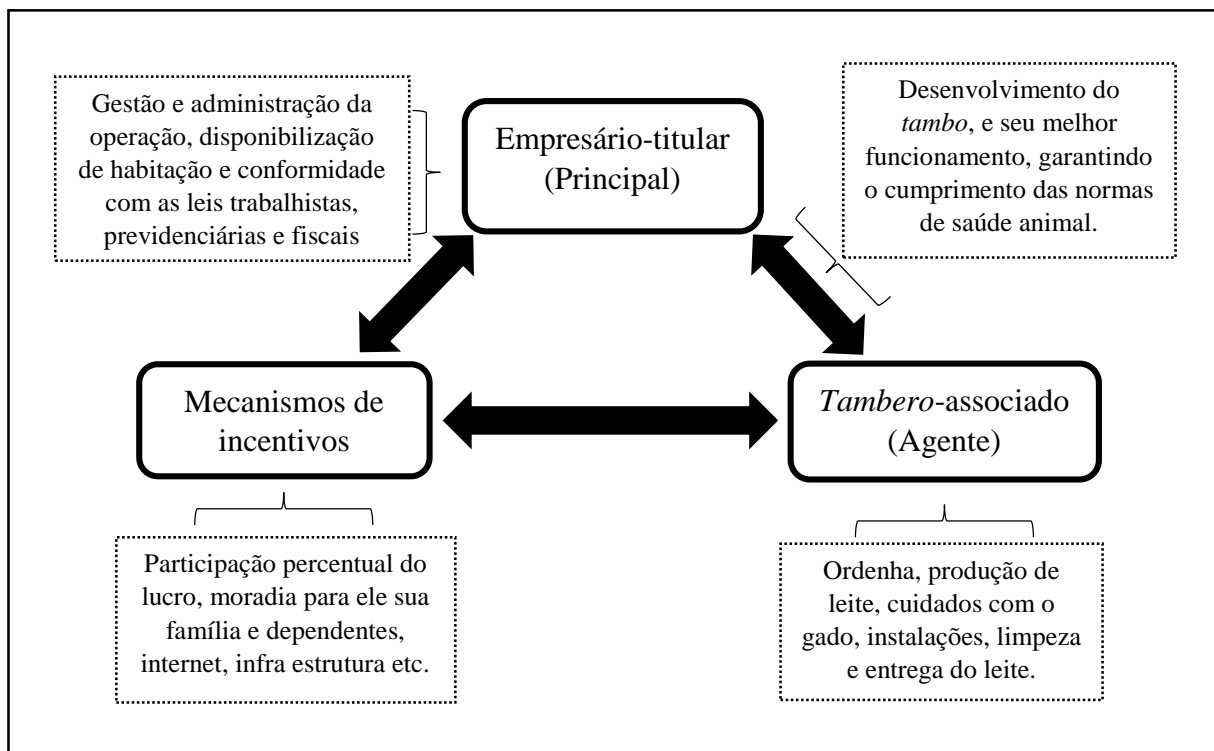 Gestão e administração da
operação, disponibilização
de habitação e conformidade
com as leis trabalhistas,
previdenciárias e fiscais
Empresário-titular
(Principal)
Desenvolvimento do
tambo, e seu melhor
funcionamento, garantindo
o cumprimento das normas
de saúde animal.
Mecanismos de
incentivos
Tambero-associado
(Agente)
Participação percentual do
lucro, moradia para ele sua
família e dependentes,
internet, infra estrutura etc.
Ordenha, produção de
leite, cuidados com o
gado, instalações, limpeza
e entrega do leite.